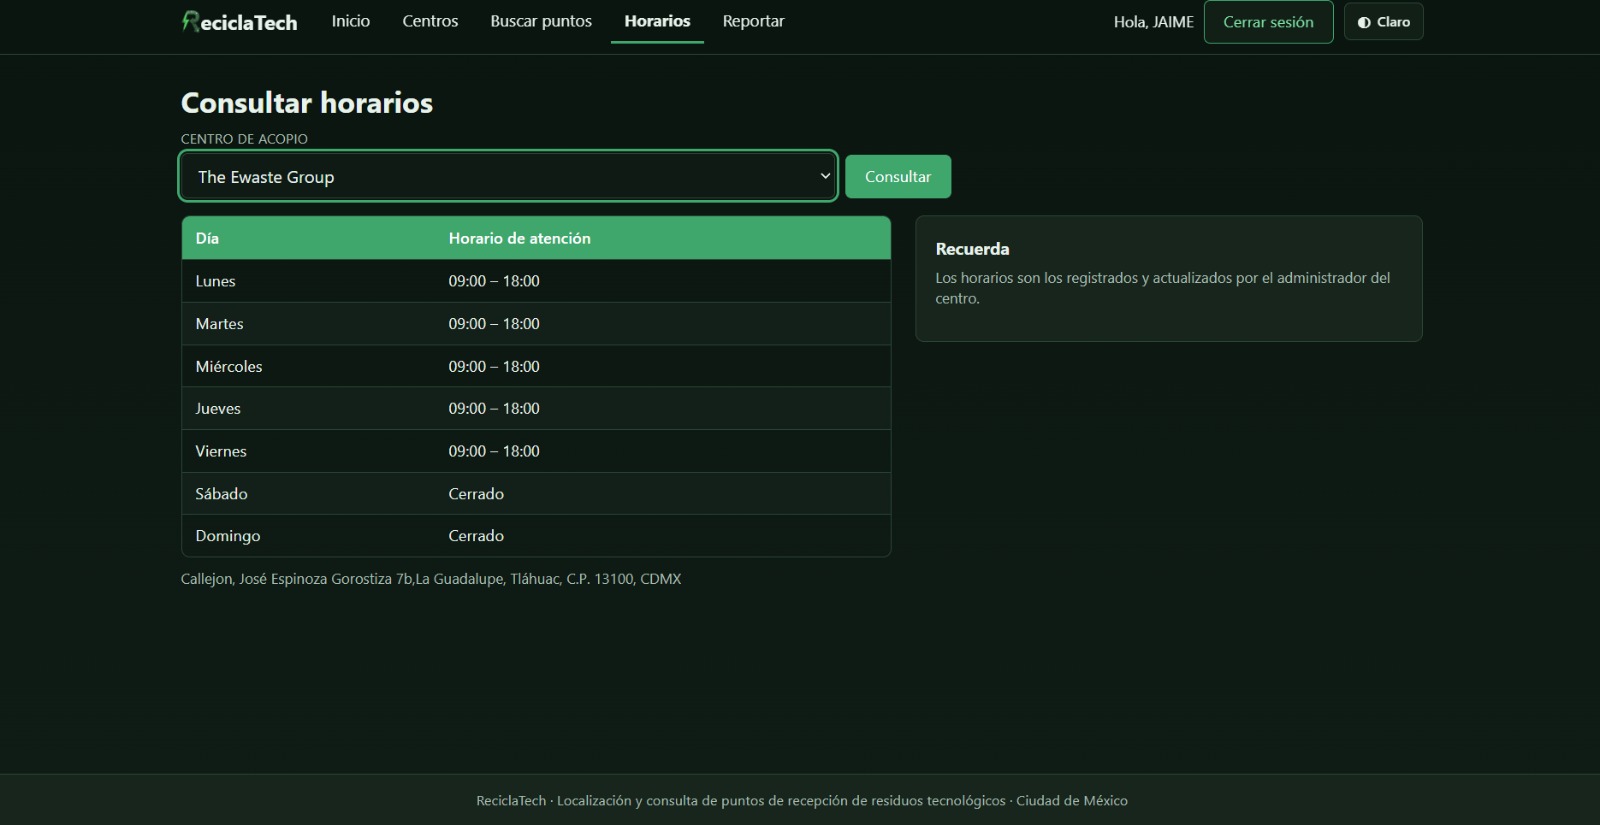 ReciclaTech Inicio Centros Buscar puntos Horarios Reportar Hola, JAIME Cerrar sesión Claro
Consultar horarios
CENTRO DE ACOPIO
The Ewaste Group Consultar
Día Horario de atención
Lunes 09:00 – 18:00
Martes 09:00 – 18:00
Miércoles 09:00 – 18:00
Jueves 09:00 – 18:00
Viernes 09:00 – 18:00
Sábado Cerrado
Domingo Cerrado
Callejon, José Espinoza Gorostiza 7b,La Guadalupe, Tláhuac, C.P. 13100, CDMX
Recuerda
Los horarios son los registrados y actualizados por el administrador del
centro.
ReciclaTech · Localización y consulta de puntos de recepción de residuos tecnológicos · Ciudad de México